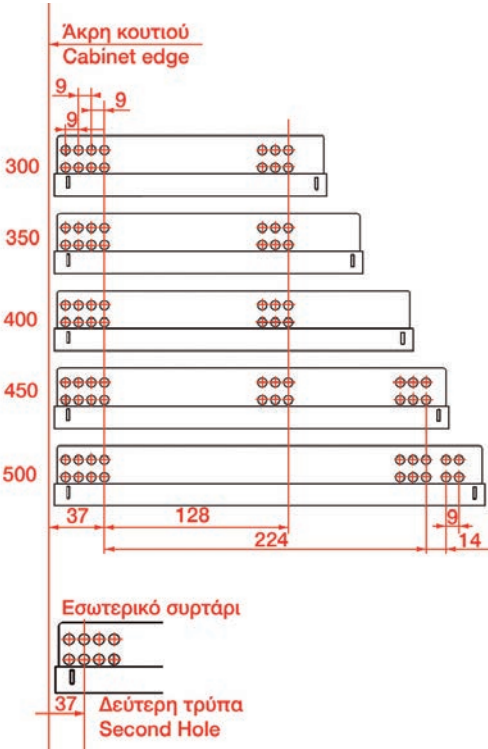 Άκρη κουτιού
Cabinet edge
9
9
9
300
350
400
450
500
37
128
9
224
14
Εσωτερικό συρτάρι
37
Δεύτερη τρύπα
Second Hole